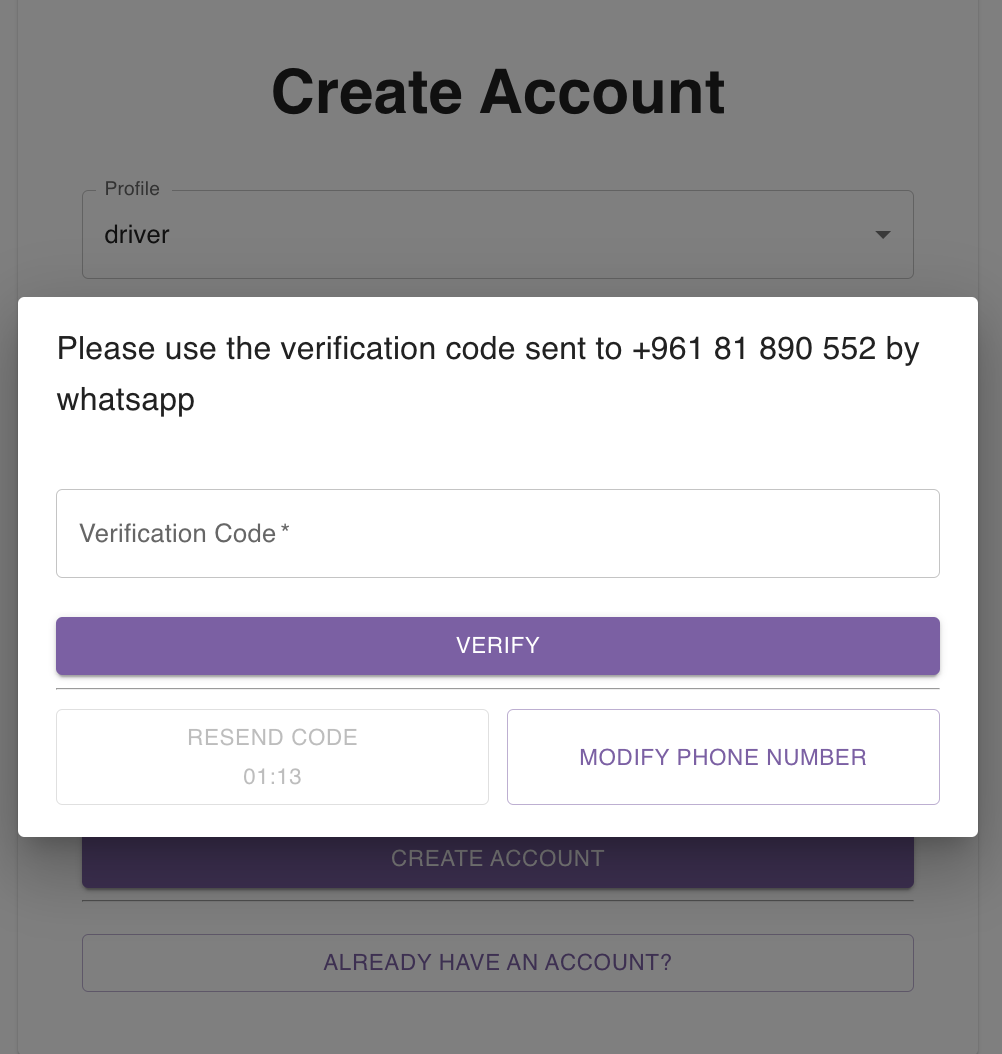 Create Account
Profile
driver
Please use the verification code sent to +961 81 890 552 by
whatsapp
Verification Code *
VERIFY
RESEND CODE
01:13
MODIFY PHONE NUMBER
CREATE ACCOUNT
ALREADY HAVE AN ACCOUNT?